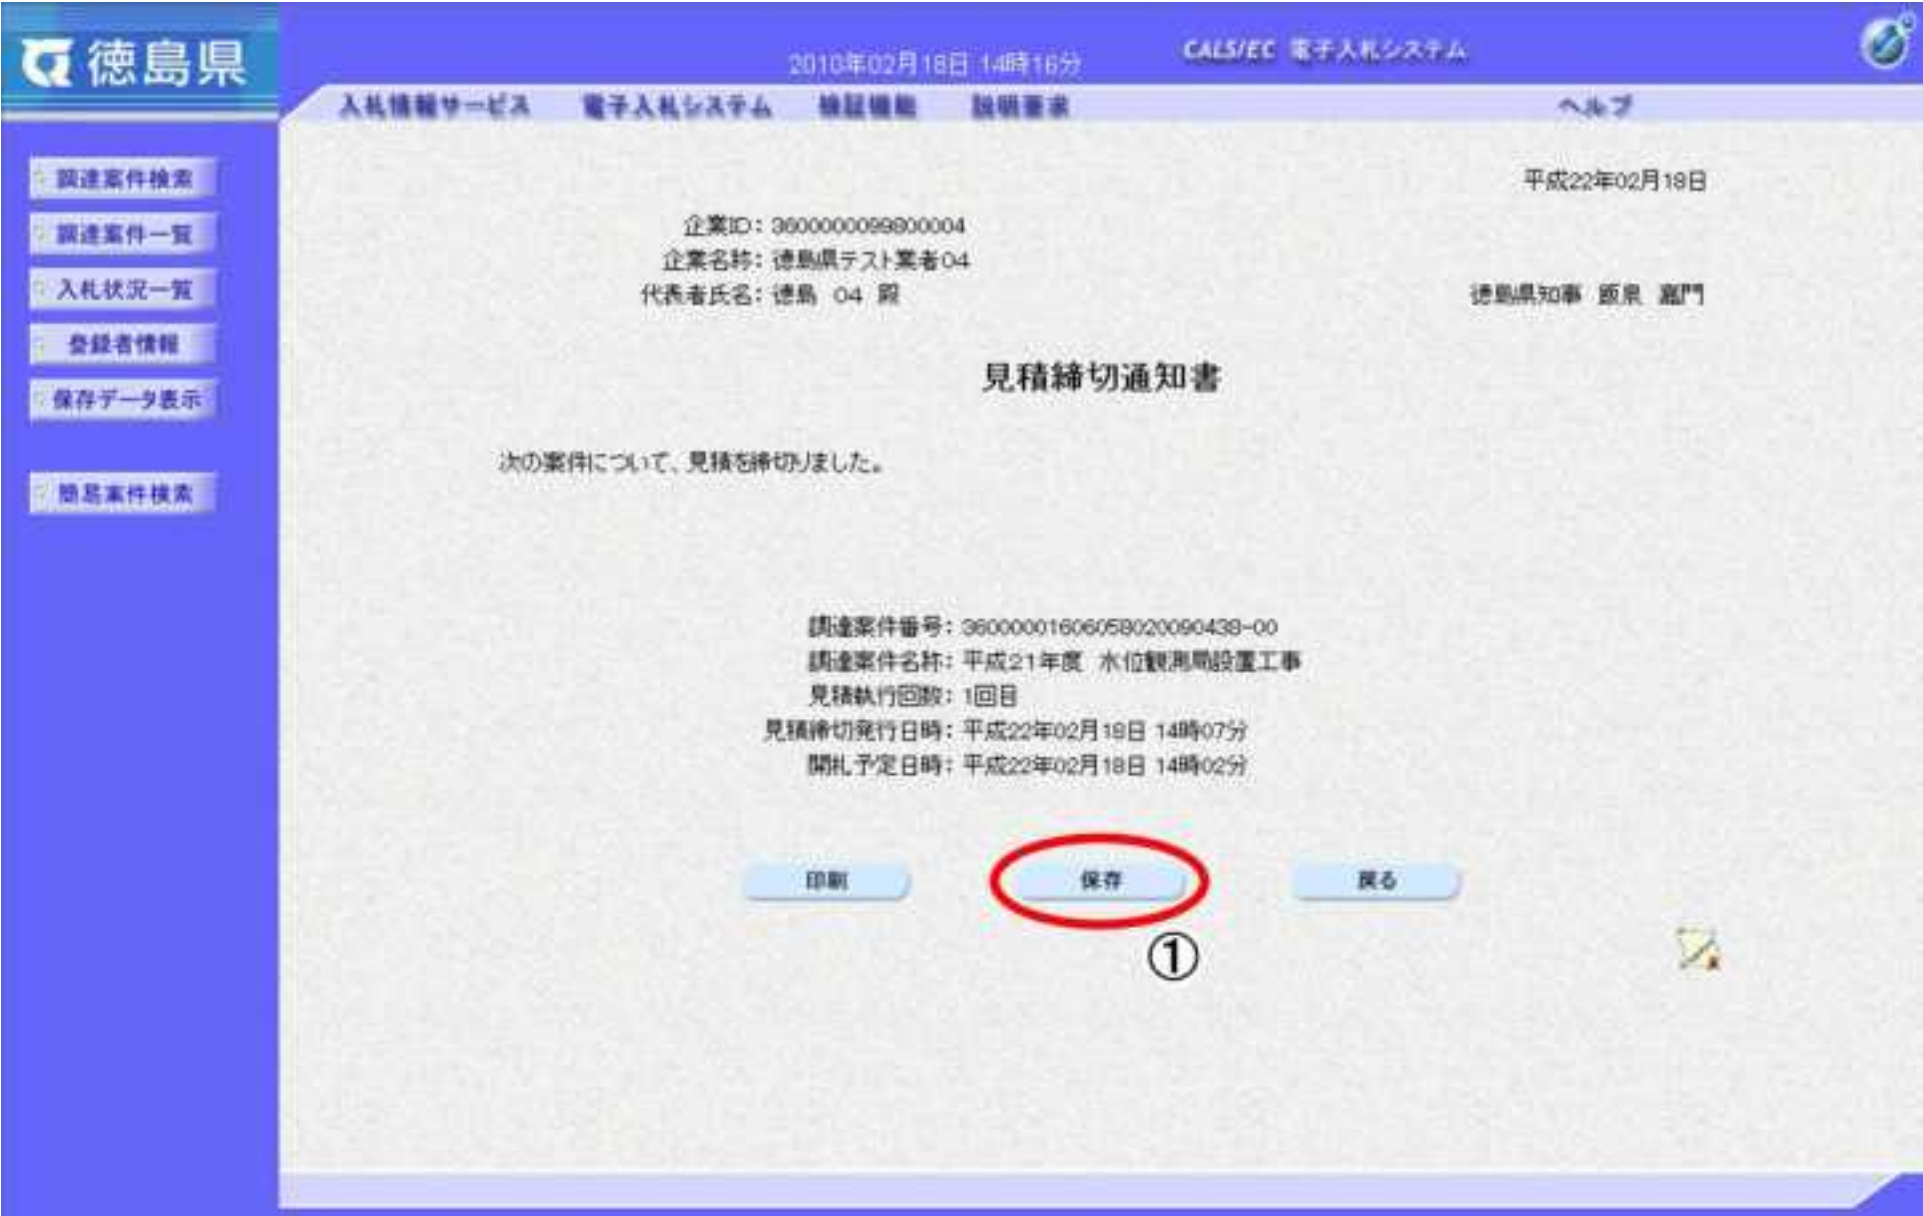 徳島県
2010年02月18日 14時16分
CALS/EC 電子入札システム
入札情報サービス 電子入札システム 検証機能 説明要求 ヘルプ
調達案件検索
調達案件一覧
入札状況一覧
登録者情報
保存データ表示
簡易案件検索
平成22年02月18日
企業ID：3600000099800004
企業名称：徳島県テスト業者04
代表者氏名：徳島 04 殿
徳島県知事 飯泉 嘉門
見積締切通知書
次の案件について、見積を締切りました。
調達案件番号：3600000160605802009​0438-00
調達案件名称：平成21年度 水位観測局設置工事
見積執行回数：1回目
見積締切発行日時：平成22年02月18日 14時07分
開札予定日時：平成22年02月18日 14時02分
印刷 保存 戻る
①